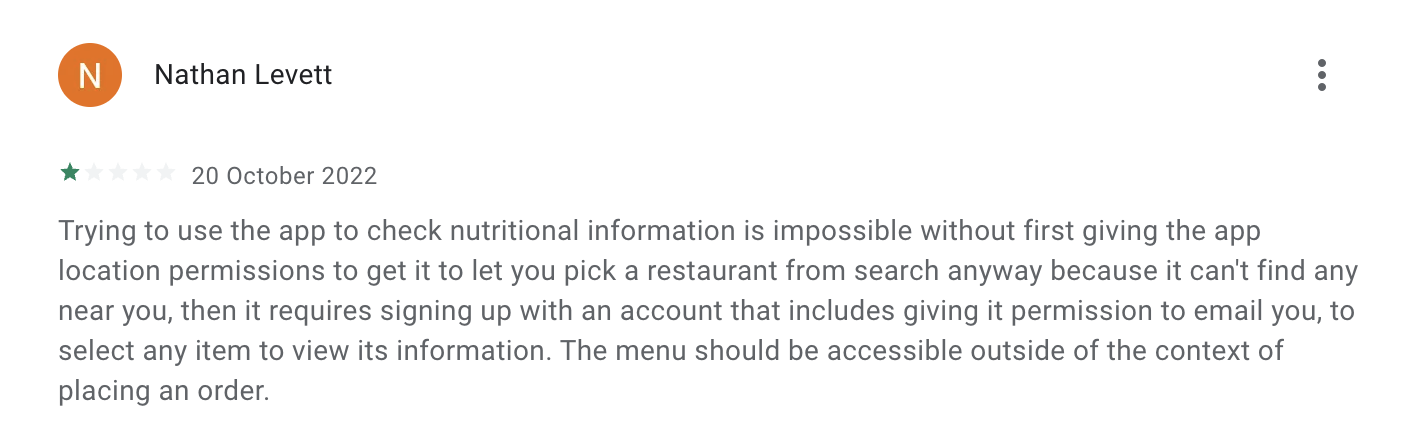 N
Nathan Levett
20 October 2022
Trying to use the app to check nutritional information is impossible without first giving the app
location permissions to get it to let you pick a restaurant from search anyway because it can't find any
near you, then it requires signing up with an account that includes giving it permission to email you, to
select any item to view its information. The menu should be accessible outside of the context of
placing an order.